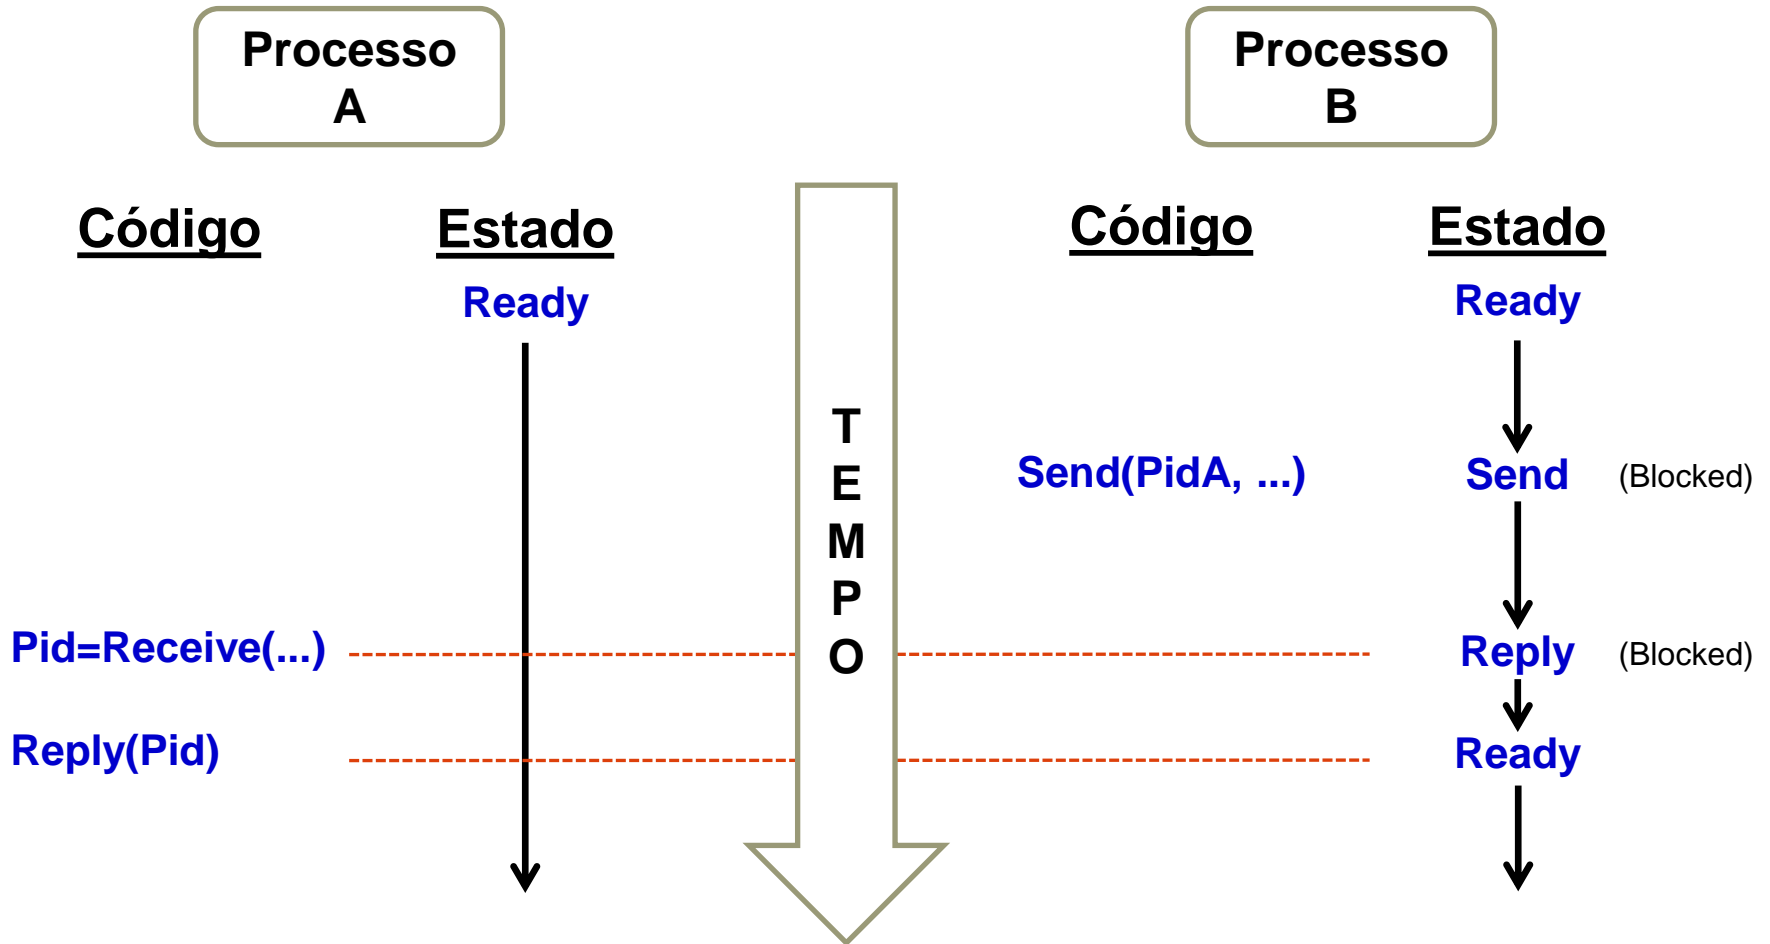 Processo
A
Processo
B
Código
Estado
Código
Estado
Ready
Ready
T
E
M
P
O
Send(PidA, ...)
Send
(Blocked)
Pid=Receive(...)
Reply
(Blocked)
Reply(Pid)
Ready